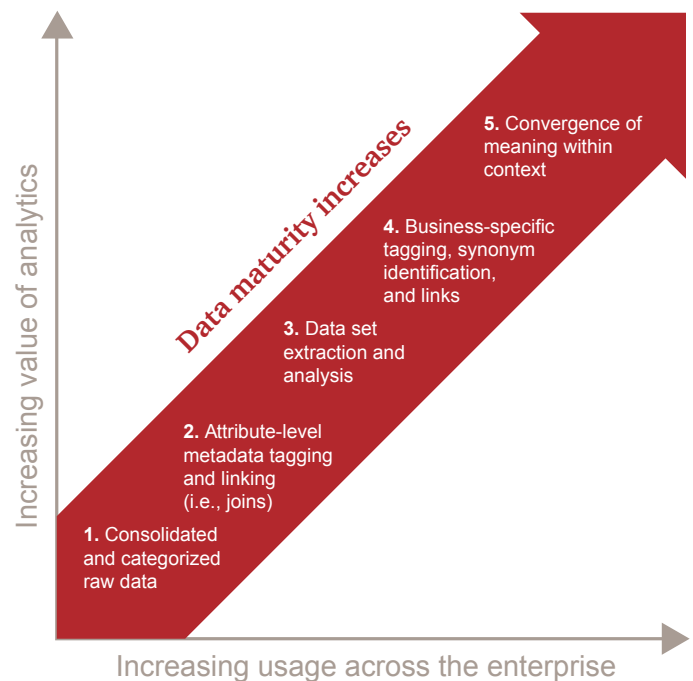 Increasing value of analytics
Data maturity increases
5. Convergence of
meaning within
context
4. Business-specific
tagging, synonym
identification,
and links
3. Data set
extraction and
analysis
2. Attribute-level
metadata tagging
and linking
(i.e., joins)
1. Consolidated
and categorized
raw data
Increasing usage across the enterprise